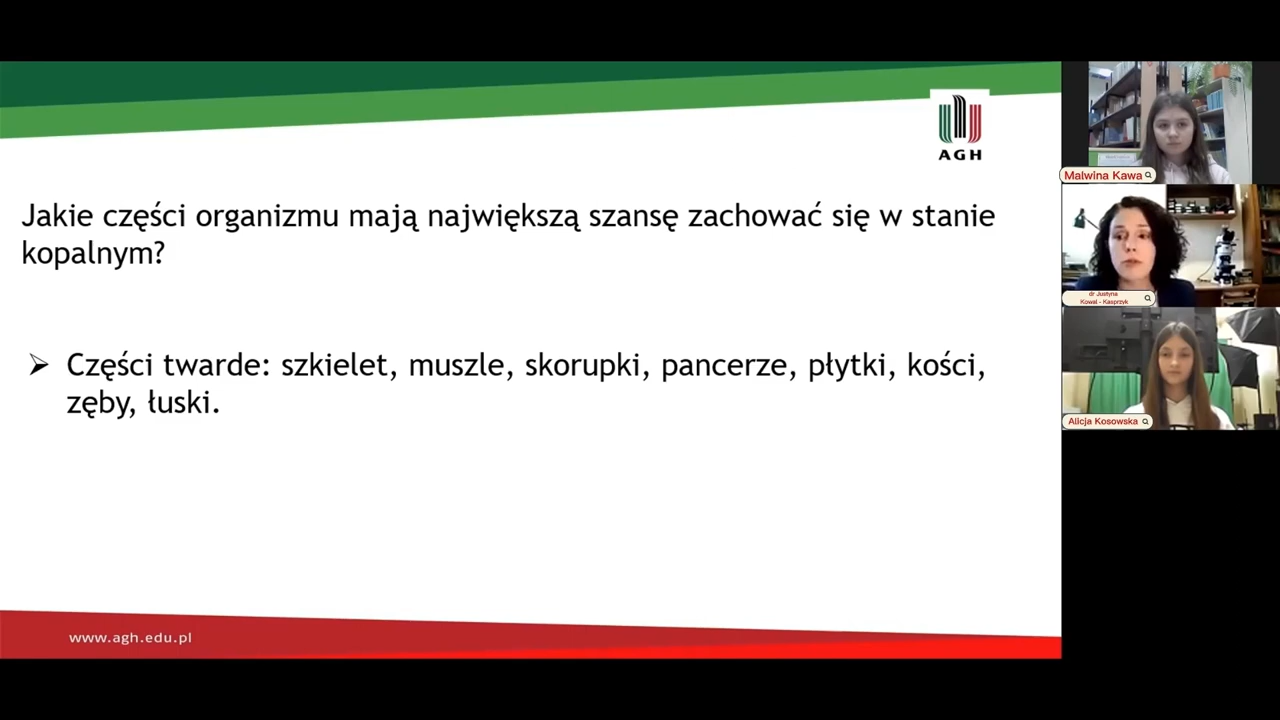 AGH
Jakie części organizmu mają największą szansę zachować się w stanie
kopalnym?
➢ Części twarde: szkielet, muszle, skorupki, pancerze, płytki, kości,
zęby, łuski.
www.agh.edu.pl
Malwina Kawa
dr Justyna
Kowal - Kasprzyk
Alicja Kosowska